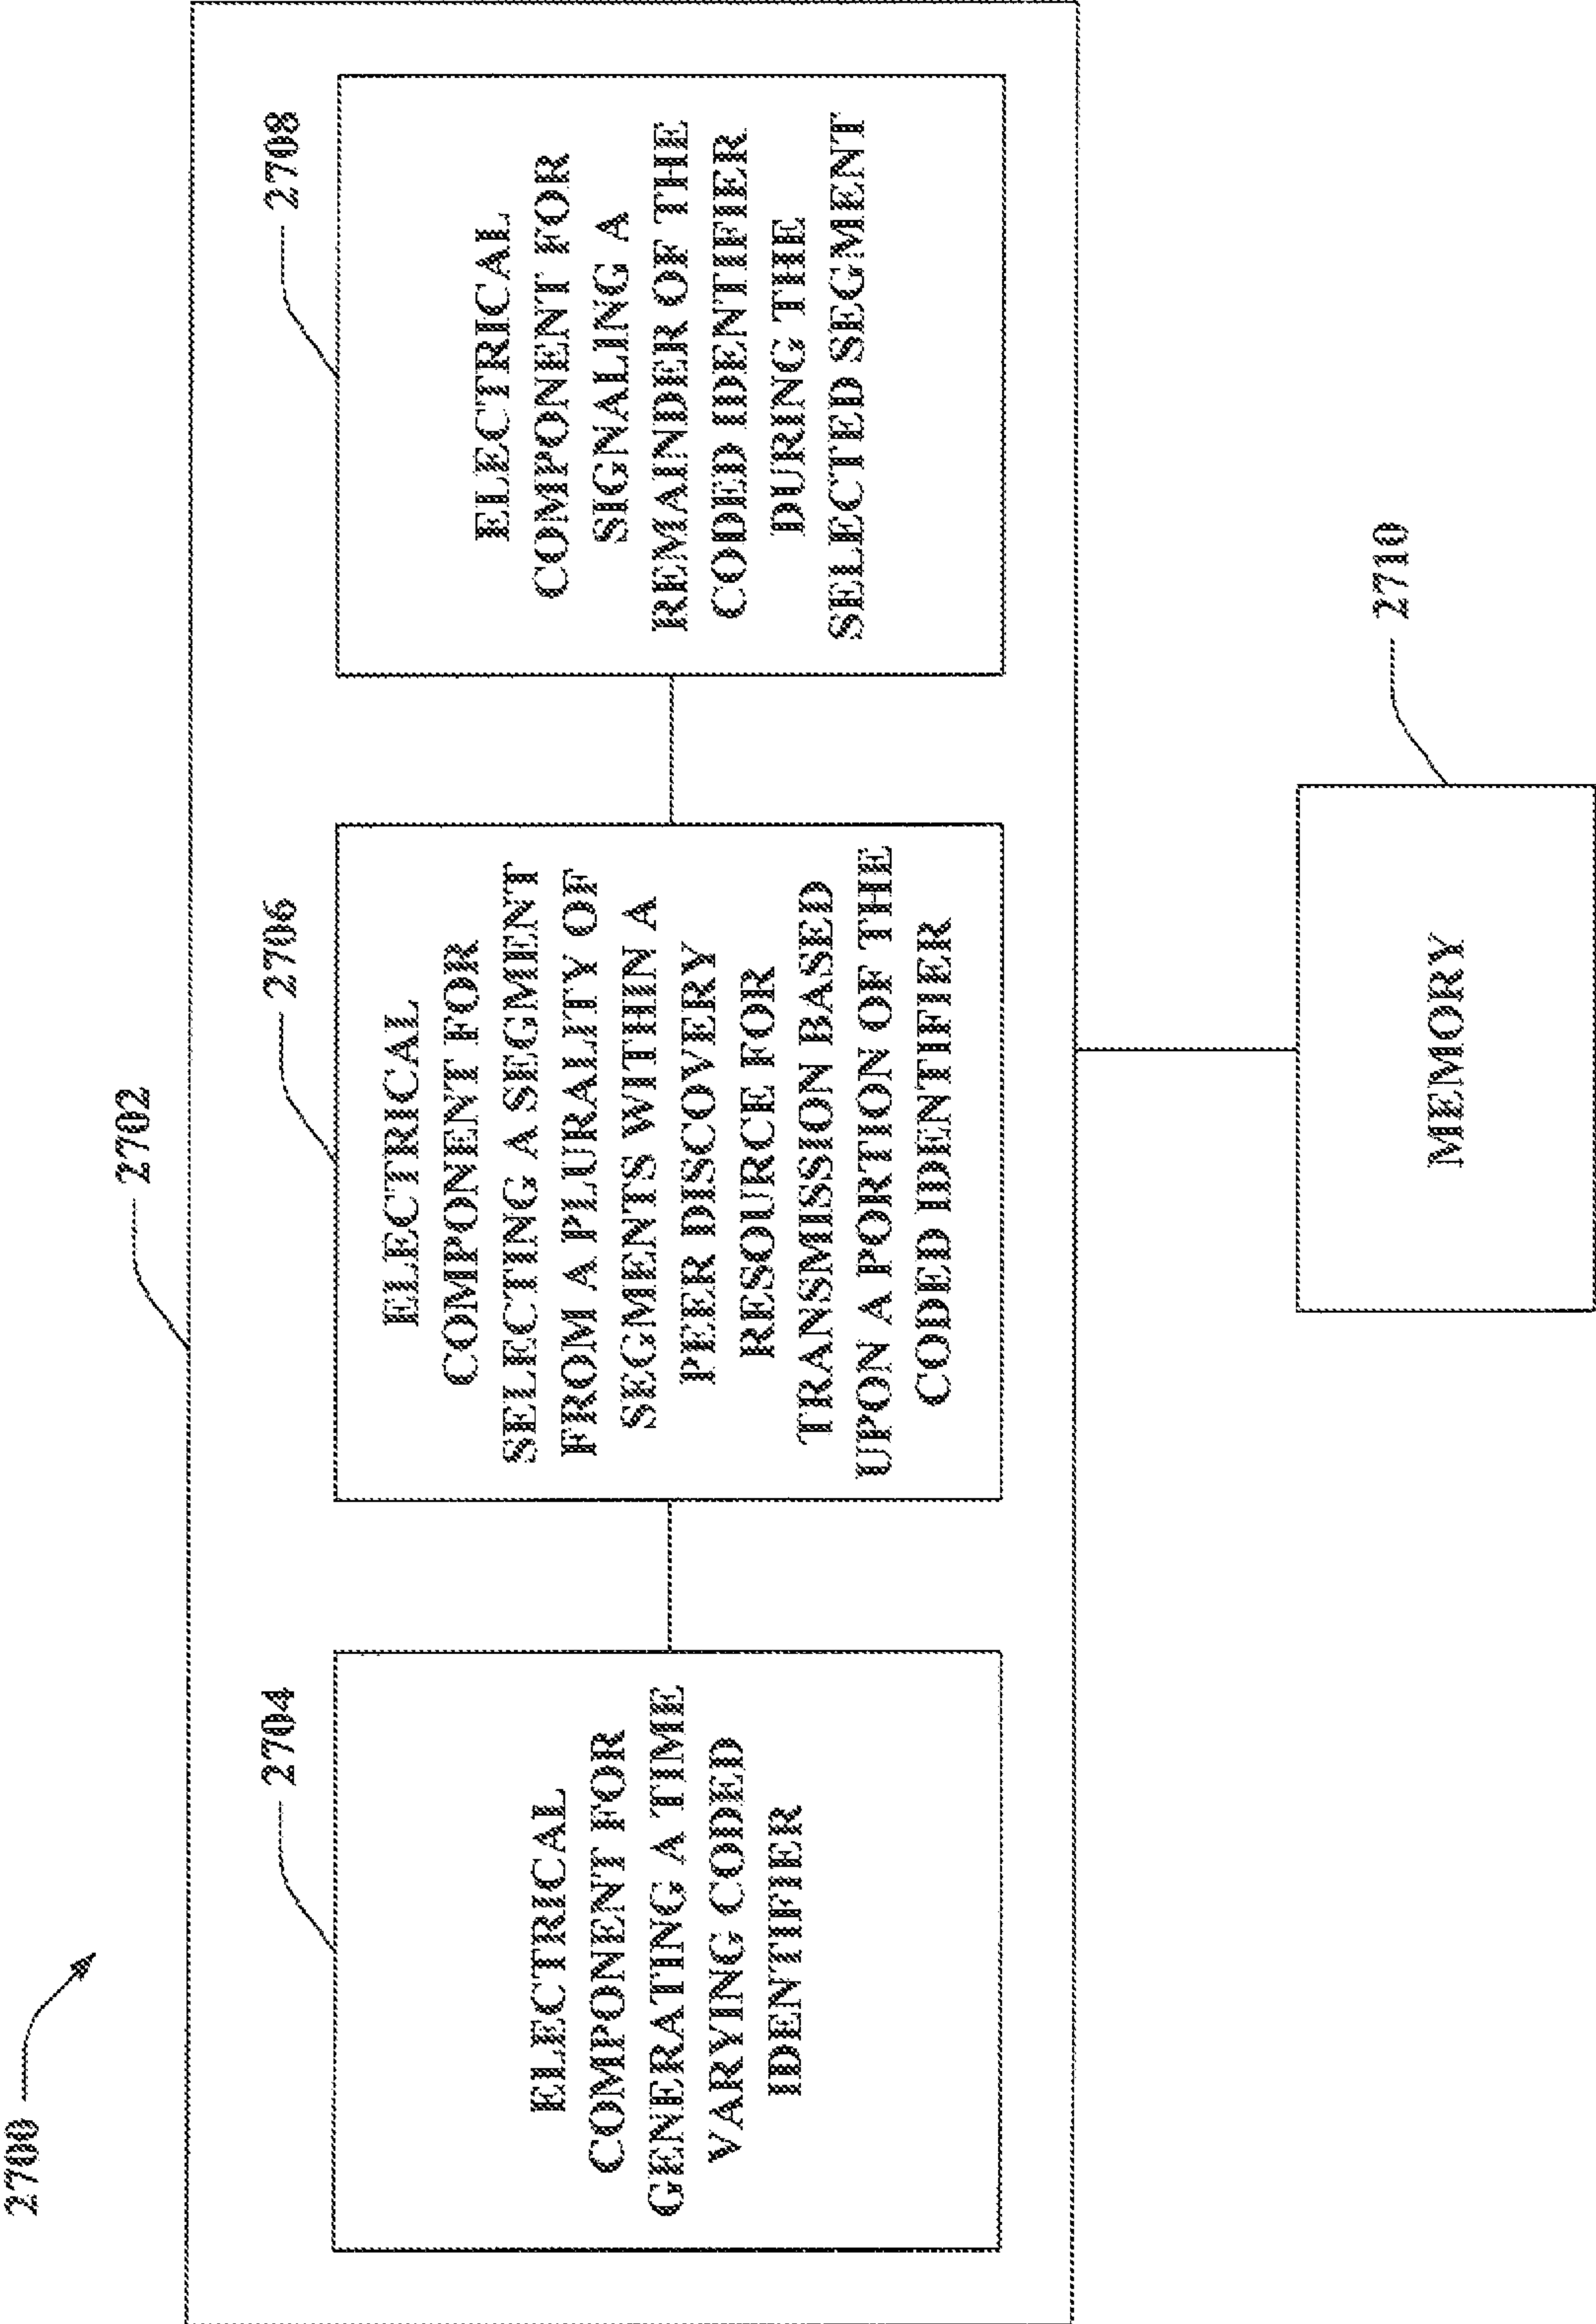 2700
2702
2704
ELECTRICAL
COMPONENT FOR
GENERATING A TIME
VARYING CODED
IDENTIFIER
2706
ELECTRICAL
COMPONENT FOR
SELECTING A SEGMENT
FROM A PLURALITY OF
SEGMENTS WITHIN A
PEER DISCOVERY
RESOURCE FOR
TRANSMISSION BASED
UPON A PORTION OF THE
CODED IDENTIFIER
2708
ELECTRICAL
COMPONENT FOR
SIGNALING A
REMAINDER OF THE
CODED IDENTIFIER
DURING THE
SELECTED SEGMENT
2710
MEMORY